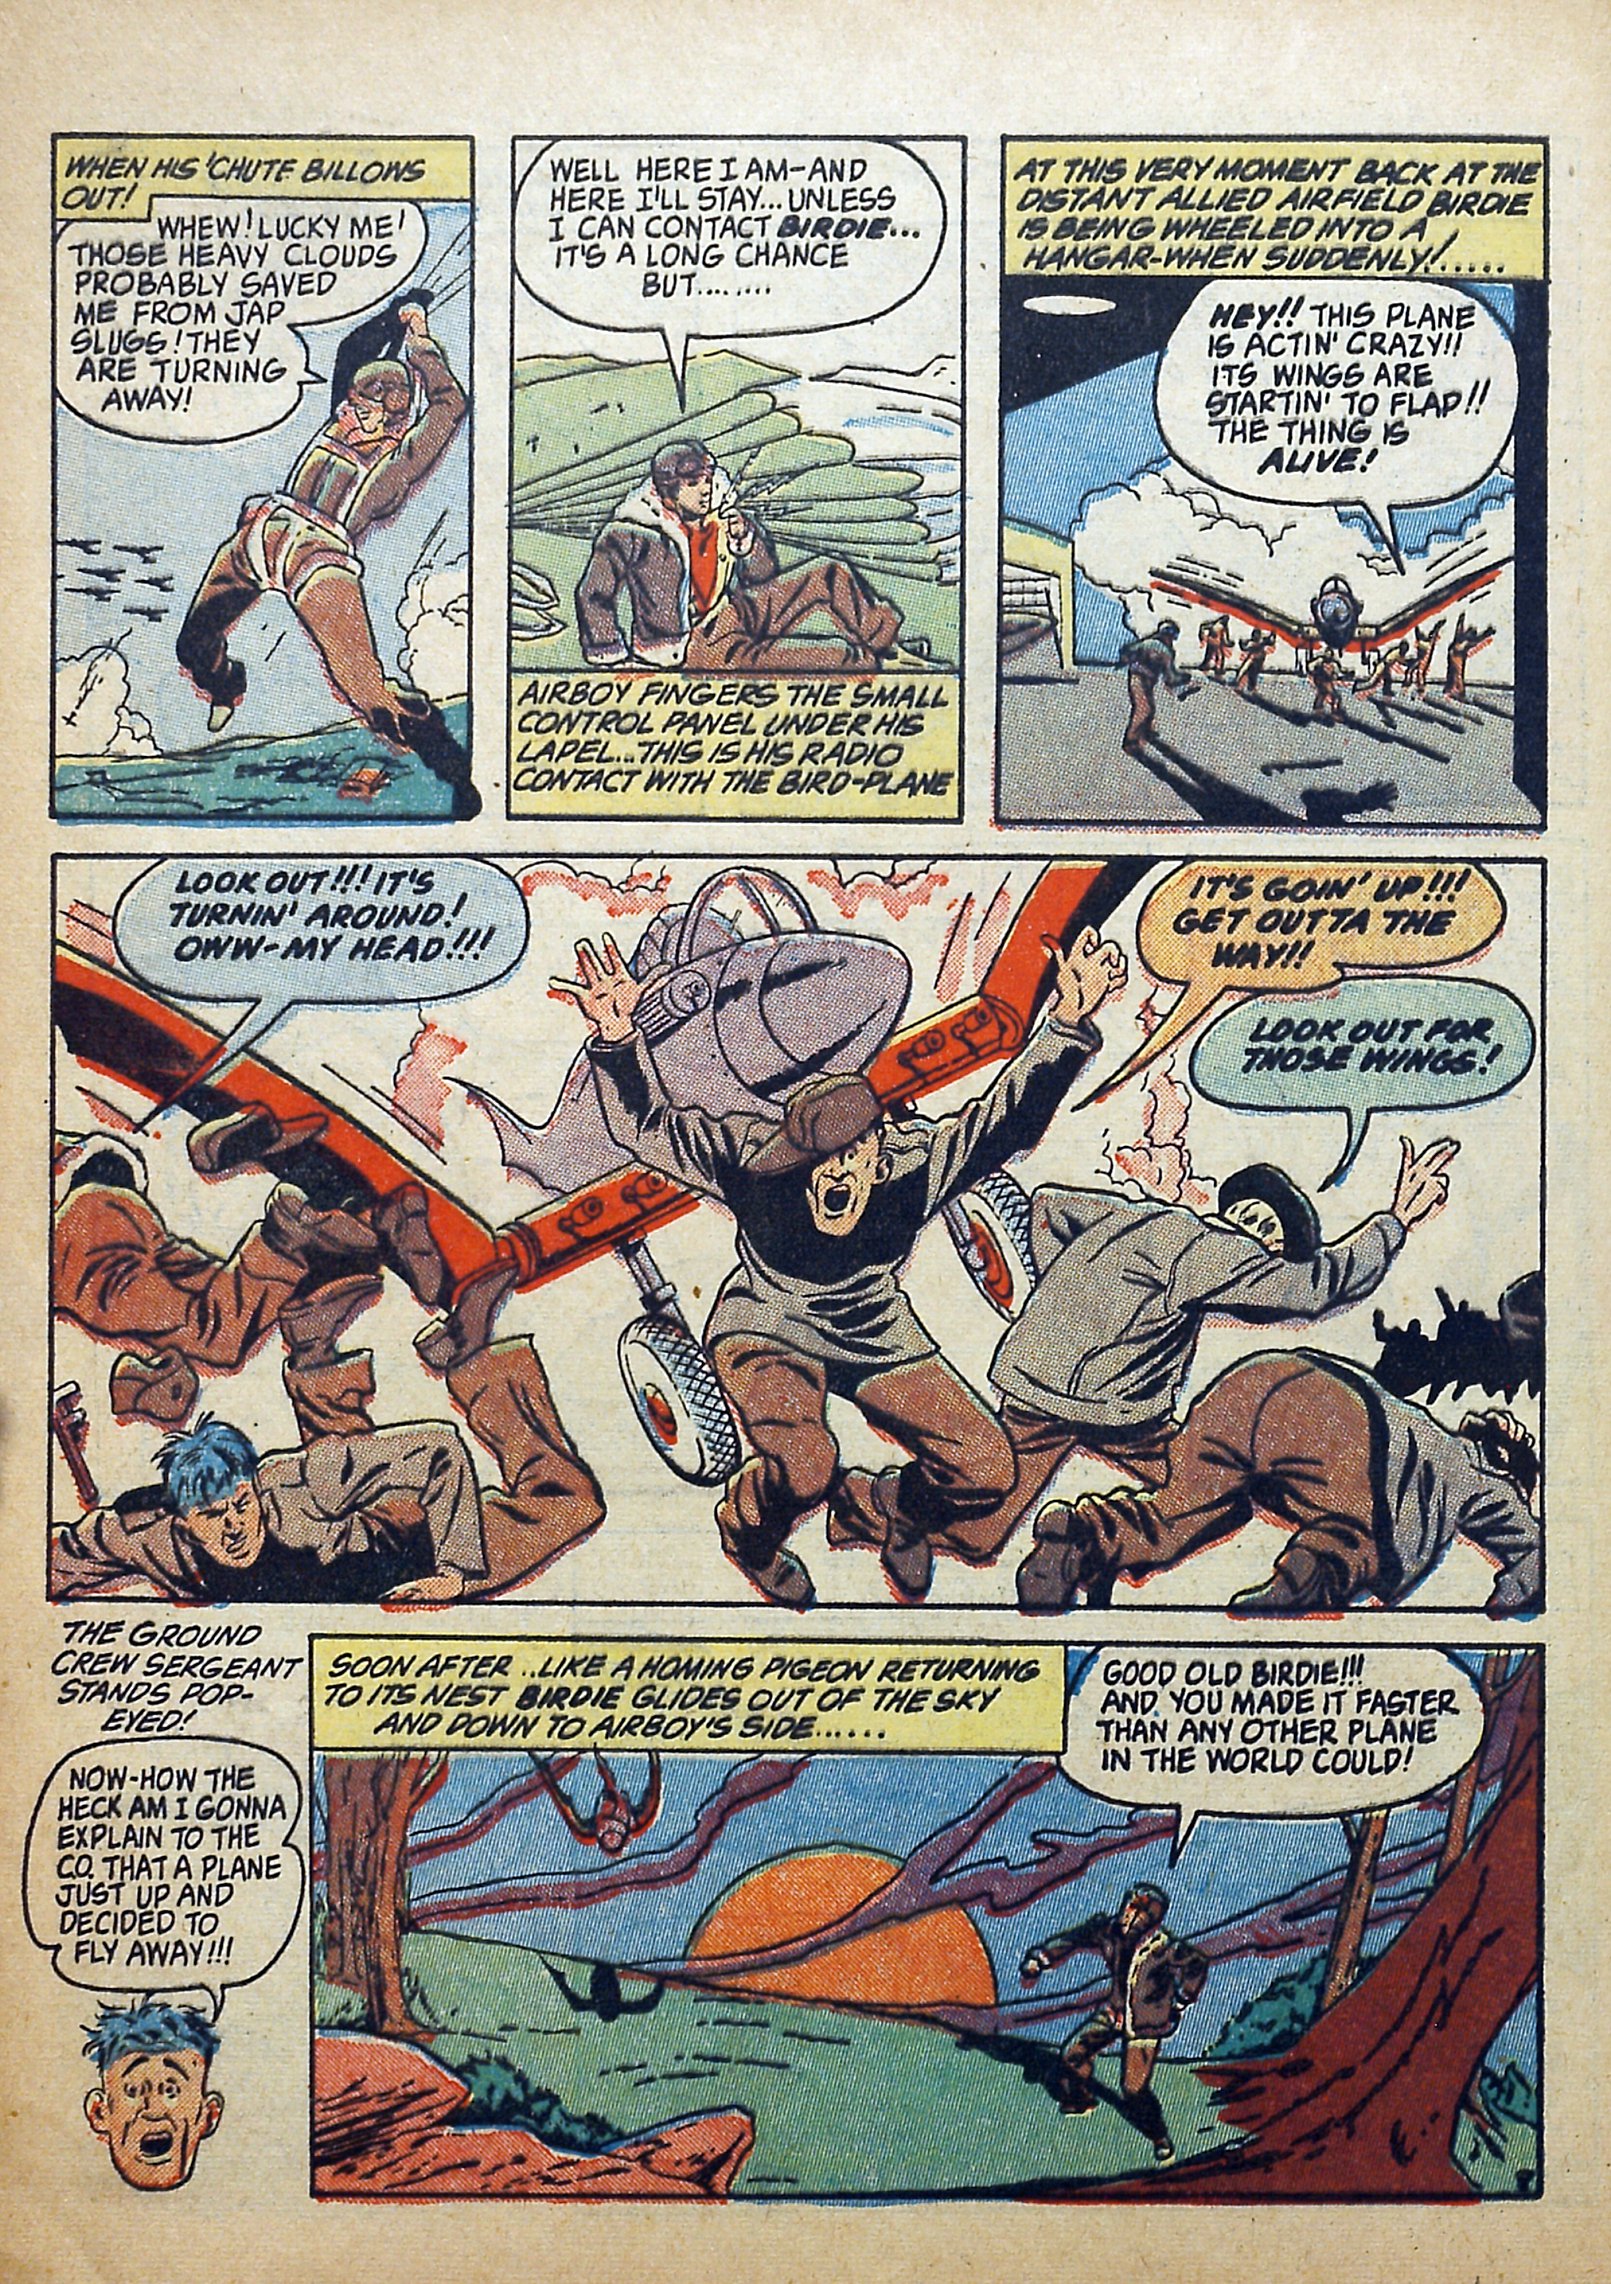 WHEN HIS 'CHUTE BILLOWS
OUT!
WHEW! LUCKY ME!
THOSE HEAVY CLOUDS
PROBABLY SAVED
ME FROM JAP
SLUGS! THEY
ARE TURNING
AWAY!
WELL HERE I AM-AND
HERE I'LL STAY... UNLESS
I CAN CONTACT BIRDIE...
IT'S A LONG CHANCE
BUT........
AIRBOY FINGERS THE SMALL
CONTROL PANEL UNDER HIS
LAPEL...THIS IS HIS RADIO
CONTACT WITH THE BIRD-PLANE
AT THIS VERY MOMENT BACK AT THE
DISTANT ALLIED AIRFIELD BIRDIE
IS BEING WHEELED INTO A
HANGAR-WHEN SUDDENLY!.....
HEY!! THIS PLANE
IS ACTIN' CRAZY!!
ITS WINGS ARE
STARTIN' TO FLAP!!
THE THING IS
ALIVE!
LOOK OUT!!! IT'S
TURNIN' AROUND!
OWW-MY HEAD!!!
IT'S GOIN' UP!!!
GET OUTTA THE
WAY!!
LOOK OUT FOR
THOSE WINGS!
THE GROUND
CREW SERGEANT
STANDS POP-
EYED!
NOW-HOW THE
HECK AM I GONNA
EXPLAIN TO THE
C.O. THAT A PLANE
JUST UP AND
DECIDED TO
FLY AWAY!!!
SOON AFTER ..LIKE A HOMING PIGEON RETURNING
TO ITS NEST BIRDIE GLIDES OUT OF THE SKY
AND DOWN TO AIRBOY'S SIDE......
GOOD OLD BIRDIE!!!
AND YOU MADE IT FASTER
THAN ANY OTHER PLANE
IN THE WORLD COULD!
8